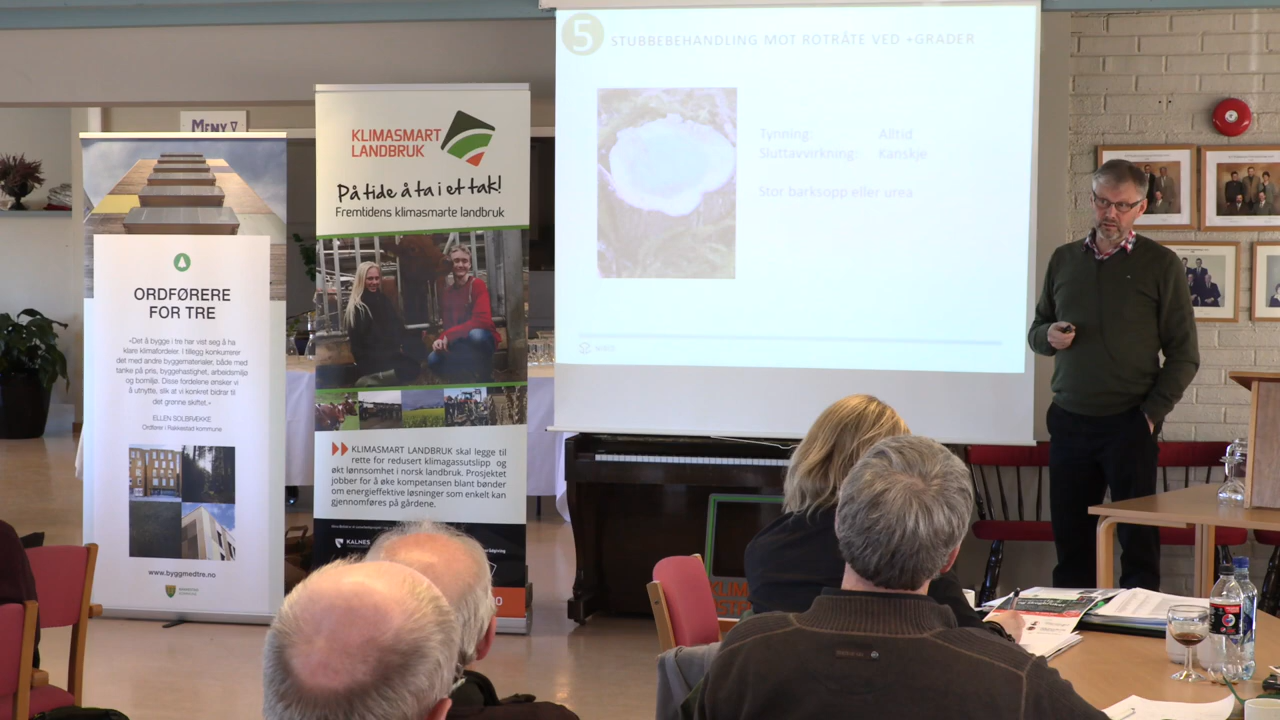 5 STUBBEBEHANDLING MOT ROTRÅTE VED +GRADER
Tynning: Alltid
Sluttavvirkning: Kanskje
Stor barksopp eller urea
MENY
ORDFØRERE
FOR TRE
«Det å bygge i tre har vist seg å ha
klare klimafordeler. I tillegg konkurrerer
det med andre byggematerialer, både med
tanke på pris, byggehastighet, arbeidsmiljø
og bomiljø. Disse fordelene ønsker vi
å utnytte, slik at vi konkret bidrar til
det grønne skiftet.»
ELLEN SOLBRÆKKE
Ordfører i Rakkestad kommune
www.byggmedtre.no
KLIMASMART
LANDBRUK
På tide å ta i et tak!
Fremtidens klimasmarte landbruk
KLIMASMART LANDBRUK skal legge til
rette for redusert klimagassutslipp og
økt lønnsomhet i norsk landbruk. Prosjektet
jobber for å øke kompetansen blant bønder
om energieffektive løsninger som enkelt kan
gjennomføres på gårdene.
KALNES